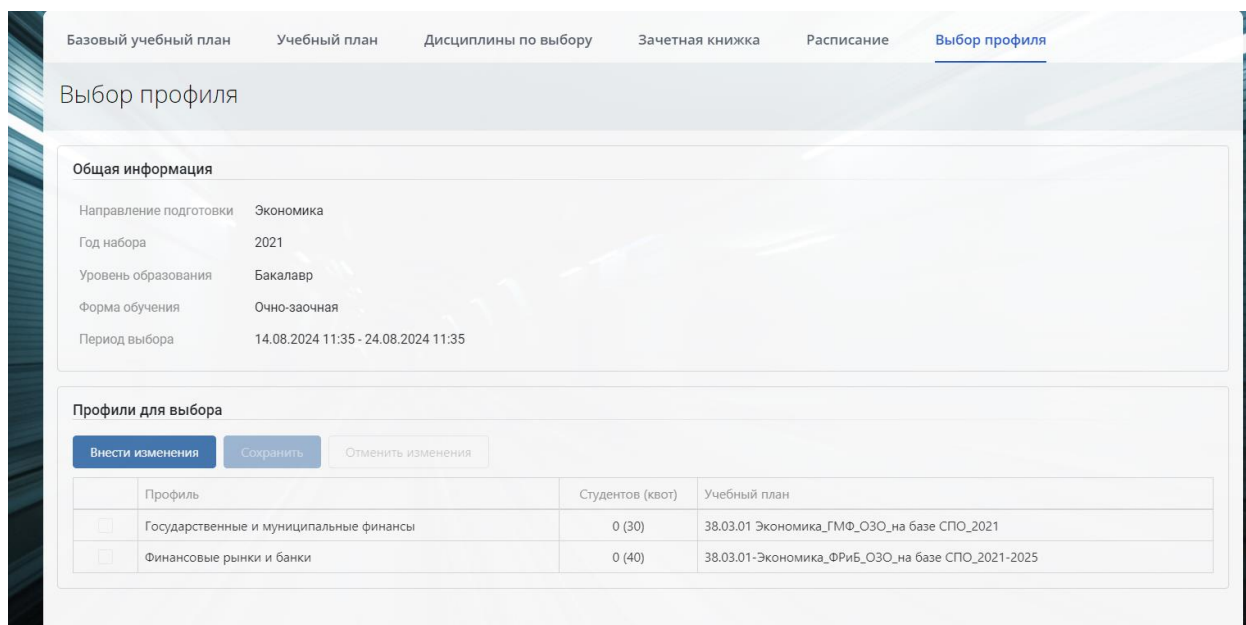 Базовый учебный план Учебный план Дисциплины по выбору Зачетная книжка Расписание Выбор профиля
Выбор профиля
Общая информация
Направление подготовки Экономика
Год набора 2021
Уровень образования Бакалавр
Форма обучения Очно-заочная
Период выбора 14.08.2024 11:35 - 24.08.2024 11:35
Профили для выбора
Внести изменения Сохранить Отменить изменения
Профиль Студентов (квот) Учебный план
Государственные и муниципальные финансы 0 (30) 38.03.01 Экономика_ГМФ_ОЗО_на базе СПО_2021
Финансовые рынки и банки 0 (40) 38.03.01-Экономика_ФРиБ_ОЗО_на базе СПО_2021-2025